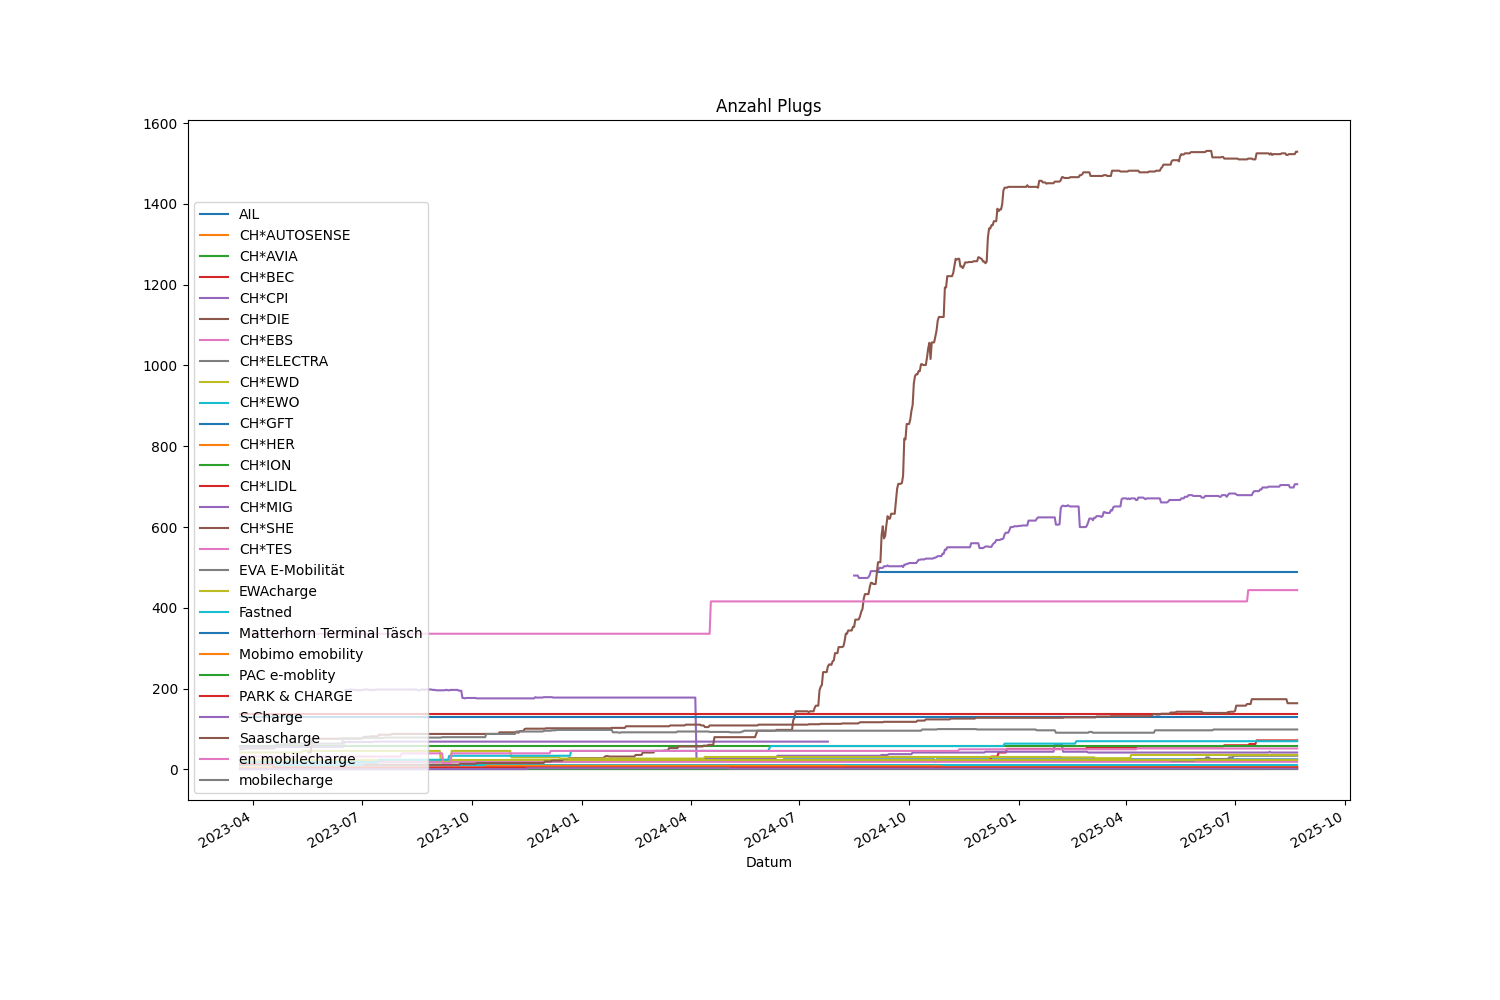 Anzahl Plugs
1600
1400
1200
1000
800
600
400
200
0
AIL
CH*AUTOSENSE
CH*AVIA
CH*BEC
CH*CPI
CH*DIE
CH*EBS
CH*ELECTRA
CH*EWD
CH*EWO
CH*GFT
CH*HER
CH*ION
CH*LIDL
CH*MIG
CH*SHE
CH*TES
EVA E-Mobilität
EWAcharge
Fastned
Matterhorn Terminal Täsch
Mobimo emobility
PAC e-moblity
PARK & CHARGE
S-Charge
Saascharge
en mobilecharge
mobilecharge
2023-04
2023-07
2023-10
2024-01
2024-04
2024-07
2024-10
2025-01
2025-04
2025-07
2025-10
Datum